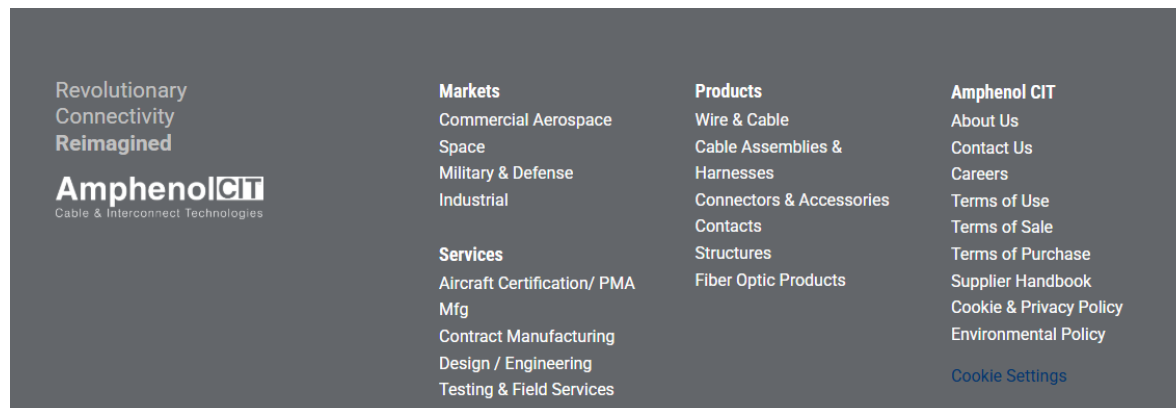 Revolutionary
Connectivity
Reimagined
AmphenolCIT
Cable & Interconnect Technologies
Markets
Commercial Aerospace
Space
Military & Defense
Industrial
Services
Aircraft Certification/ PMA
Mfg
Contract Manufacturing
Design / Engineering
Testing & Field Services
Products
Wire & Cable
Cable Assemblies &
Harnesses
Connectors & Accessories
Contacts
Structures
Fiber Optic Products
Amphenol CIT
About Us
Contact Us
Careers
Terms of Use
Terms of Sale
Terms of Purchase
Supplier Handbook
Cookie & Privacy Policy
Environmental Policy
Cookie Settings